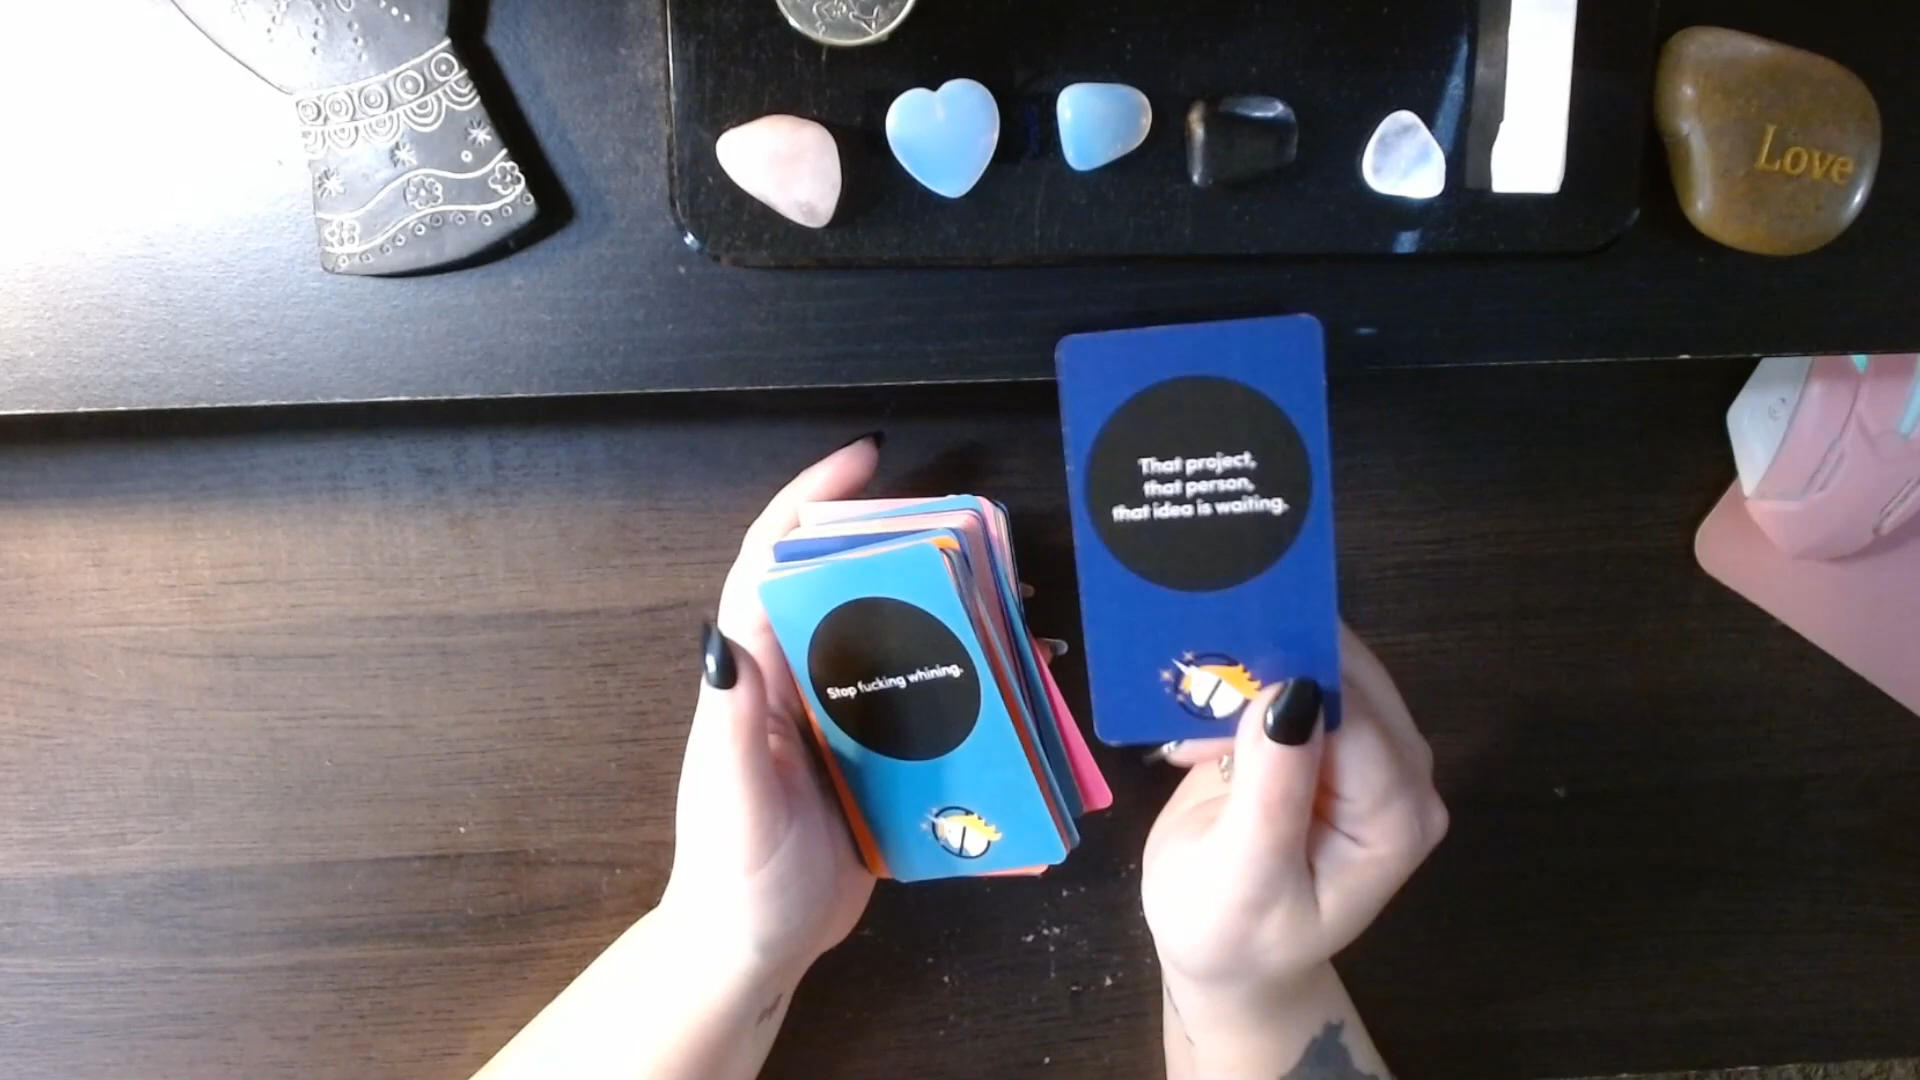 Love
That project,
that person,
that idea is waiting.
Stop fucking whining.